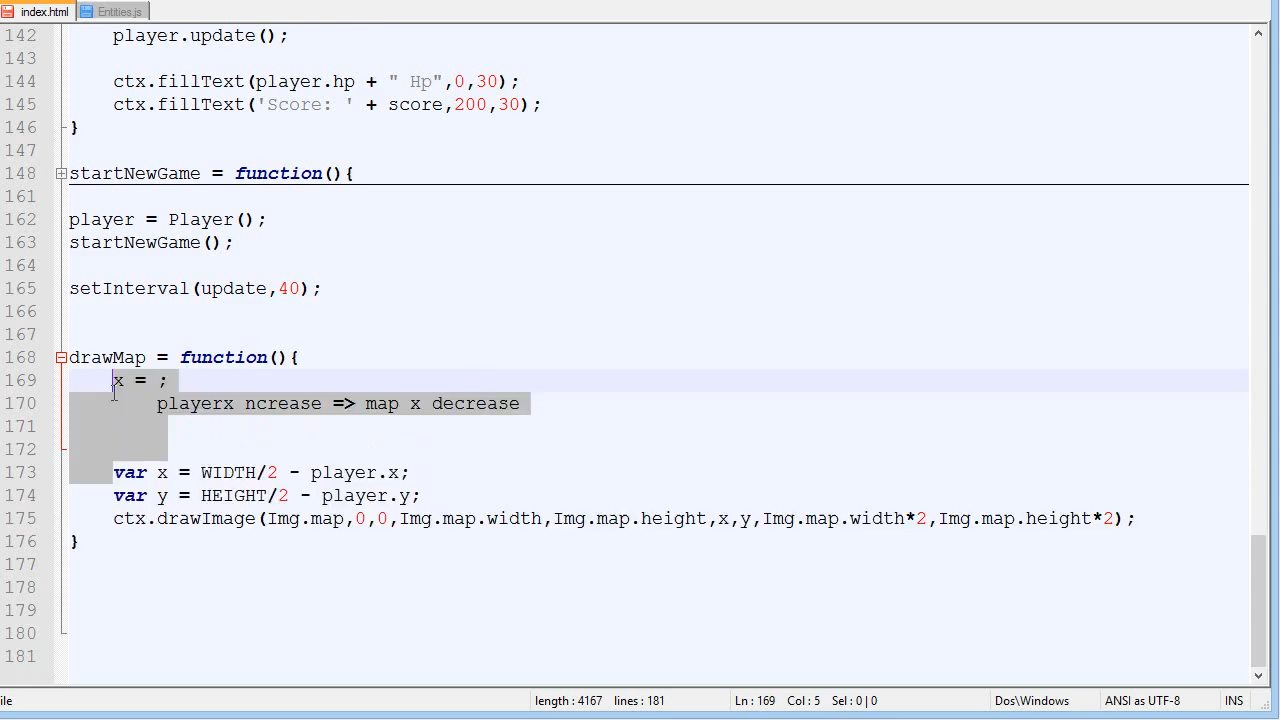 index.html Entities.js
142 player.update();
143
144 ctx.fillText(player.hp + " Hp",0,30);
145 ctx.fillText('Score: ' + score,200,30);
146 }
147
148 startNewGame = function(){
161
162 player = Player();
163 startNewGame();
164
165 setInterval(update,40);
166
167
168 drawMap = function(){
169 x = ;
170 playerx ncrease => map x decrease
171
172
173 var x = WIDTH/2 - player.x;
174 var y = HEIGHT/2 - player.y;
175 ctx.drawImage(Img.map,0,0,Img.map.width,Img.map.height,x,y,Img.map.width*2,Img.map.height*2);
176 }
177
178
179
180
181
ile length : 4167 lines : 181 Ln : 169 Col : 5 Sel : 0 | 0 Dos\Windows ANSI as UTF-8 INS